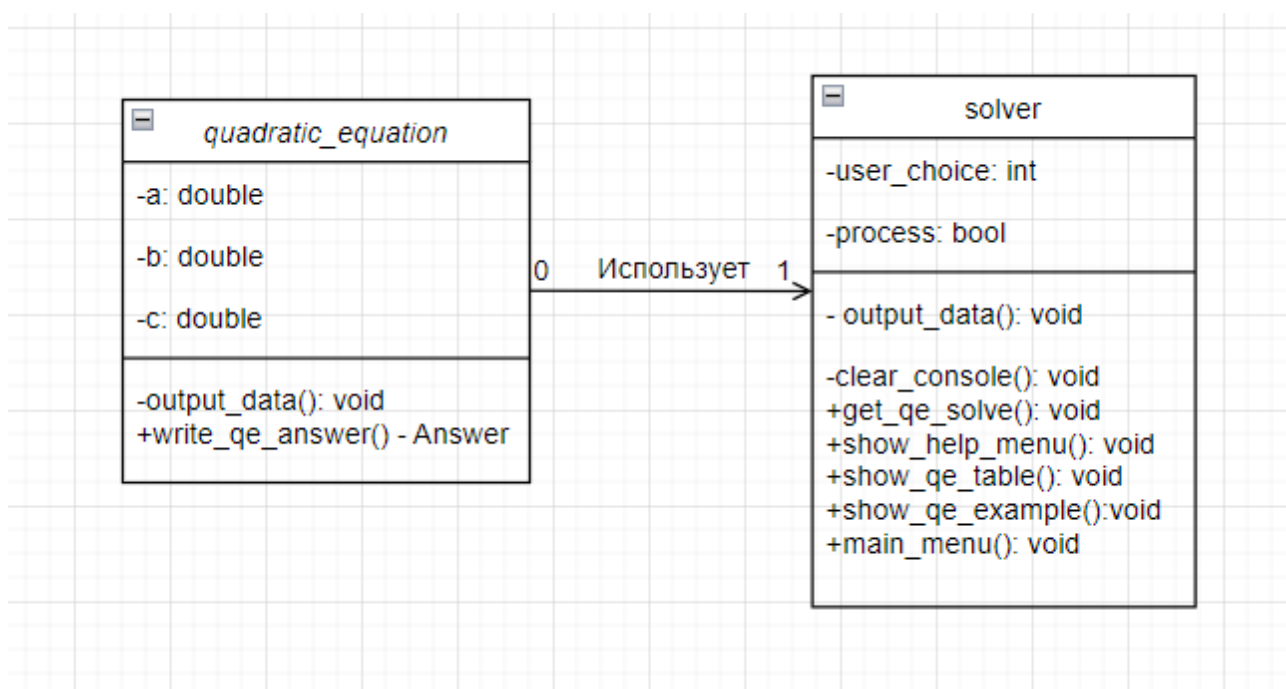 quadratic_equation
-a: double
-b: double
-c: double
-output_data(): void
+write_qe_answer() - Answer
0 Использует 1
solver
-user_choice: int
-process: bool
- output_data(): void
-clear_console(): void
+get_qe_solve(): void
+show_help_menu(): void
+show_qe_table(): void
+show_qe_example():void
+main_menu(): void